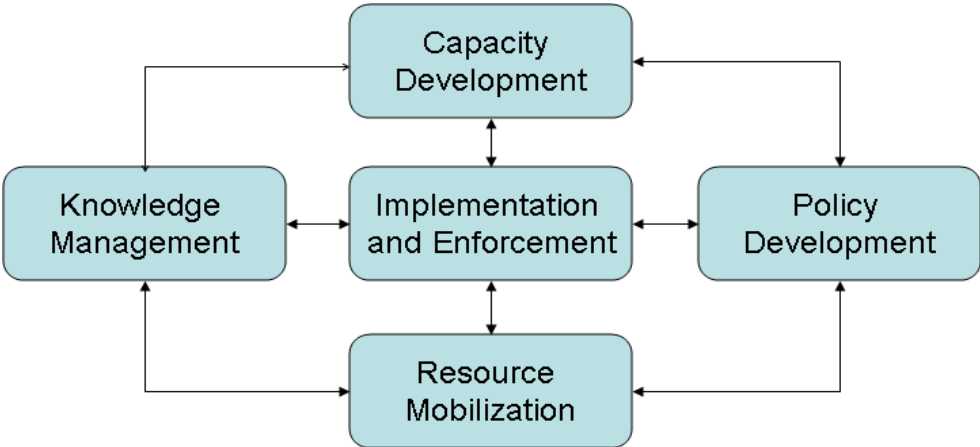 Capacity
Development
Knowledge
Management
Implementation
and Enforcement
Policy
Development
Resource
Mobilization